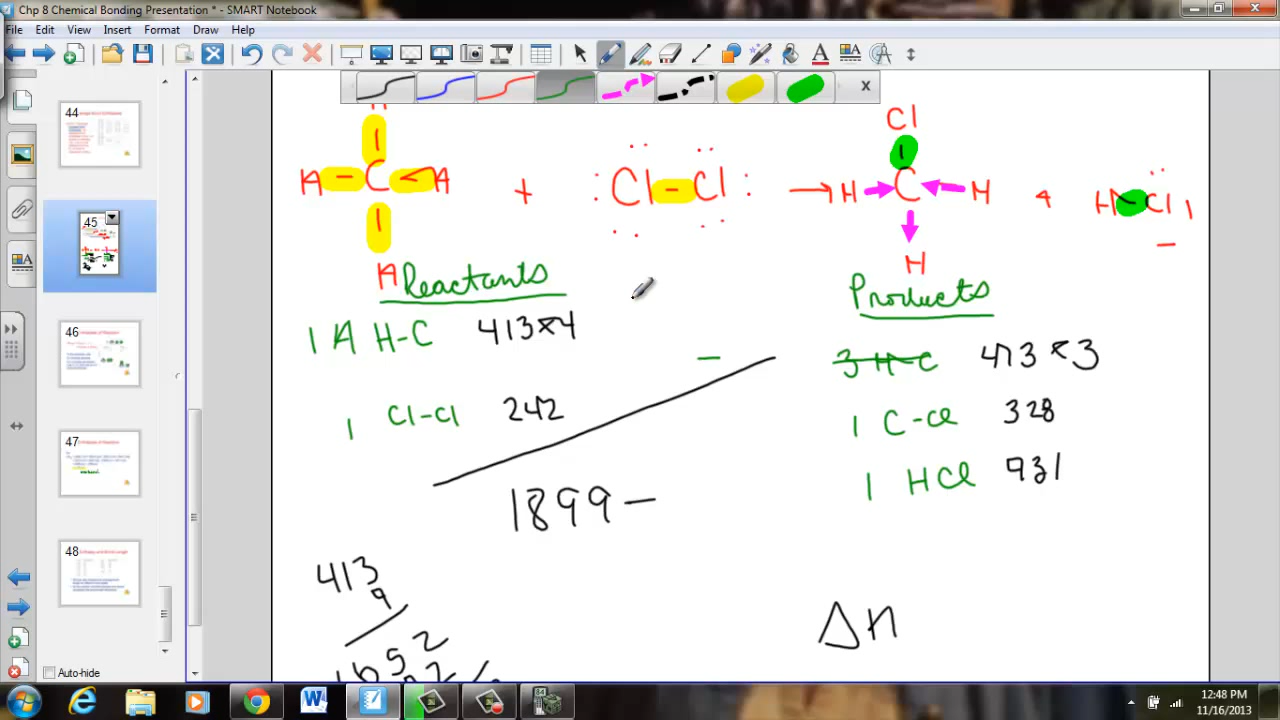 Chp 8 Chemical Bonding Presentation * - SMART Notebook
File Edit View Insert Format Draw Help
44
45
46
47
48
Auto-hide
Cl
H - C < H + : Cl - Cl : → H C H + H Cl
H H
Reactants Products
1 4 H-C 413 × 4 3 H-C 413 × 3
1 Cl-Cl 242 1 C-Cl 328
1 HCl 431
1899 -
413
4
1652
ΔH
12:48 PM
11/16/2013